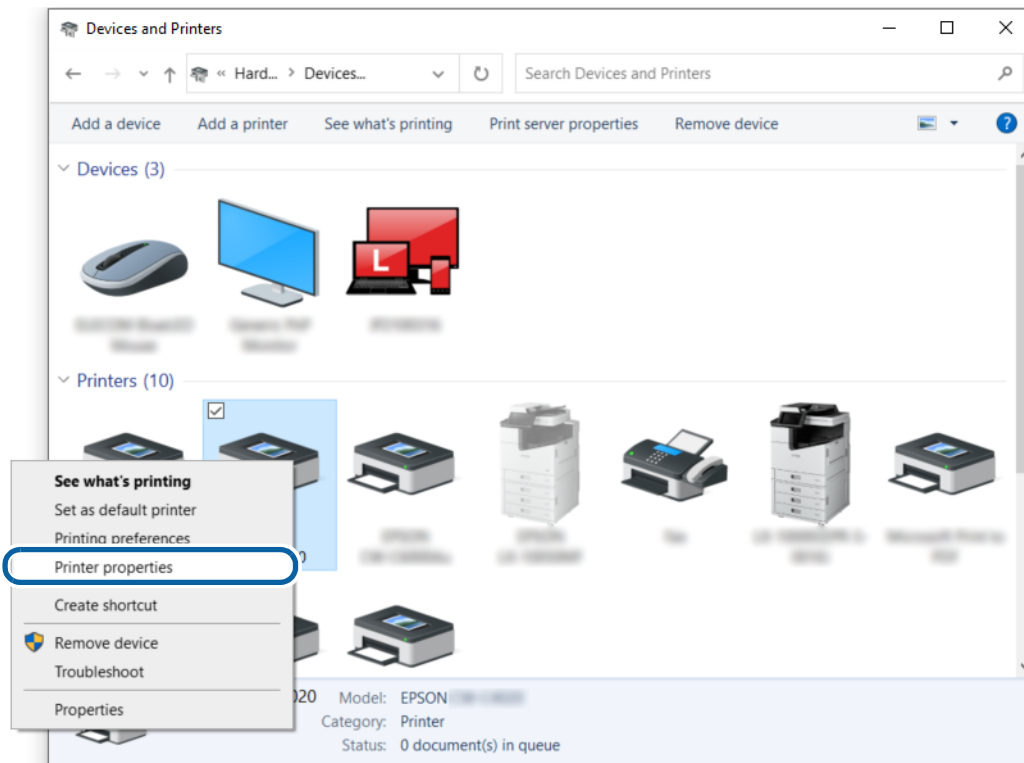 Devices and Printers
« Hard... > Devices...
Search Devices and Printers
Add a device Add a printer See what's printing Print server properties Remove device ?
Devices (3)
L
Printers (10)
See what's printing
Set as default printer
Printing preferences
Printer properties
0
Create shortcut
Remove device
Troubleshoot
Properties
020 Model: EPSON
Category: Printer
Status: 0 document(s) in queue